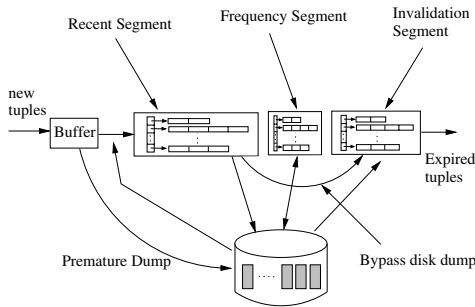 Recent Segment
Frequency Segment
Invalidation
Segment
new
tuples
Buffer
Expired
tuples
Premature Dump
Bypass disk dump